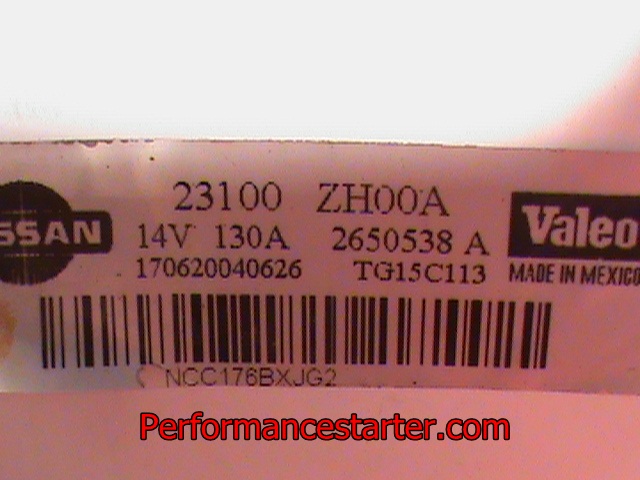 23100 ZH00A
SSAN
Valeo
14V 130A 2650538 A
170620040626 TG15C113 MADE IN MEXICO
NCC176BXJG2
Performancestarter.com